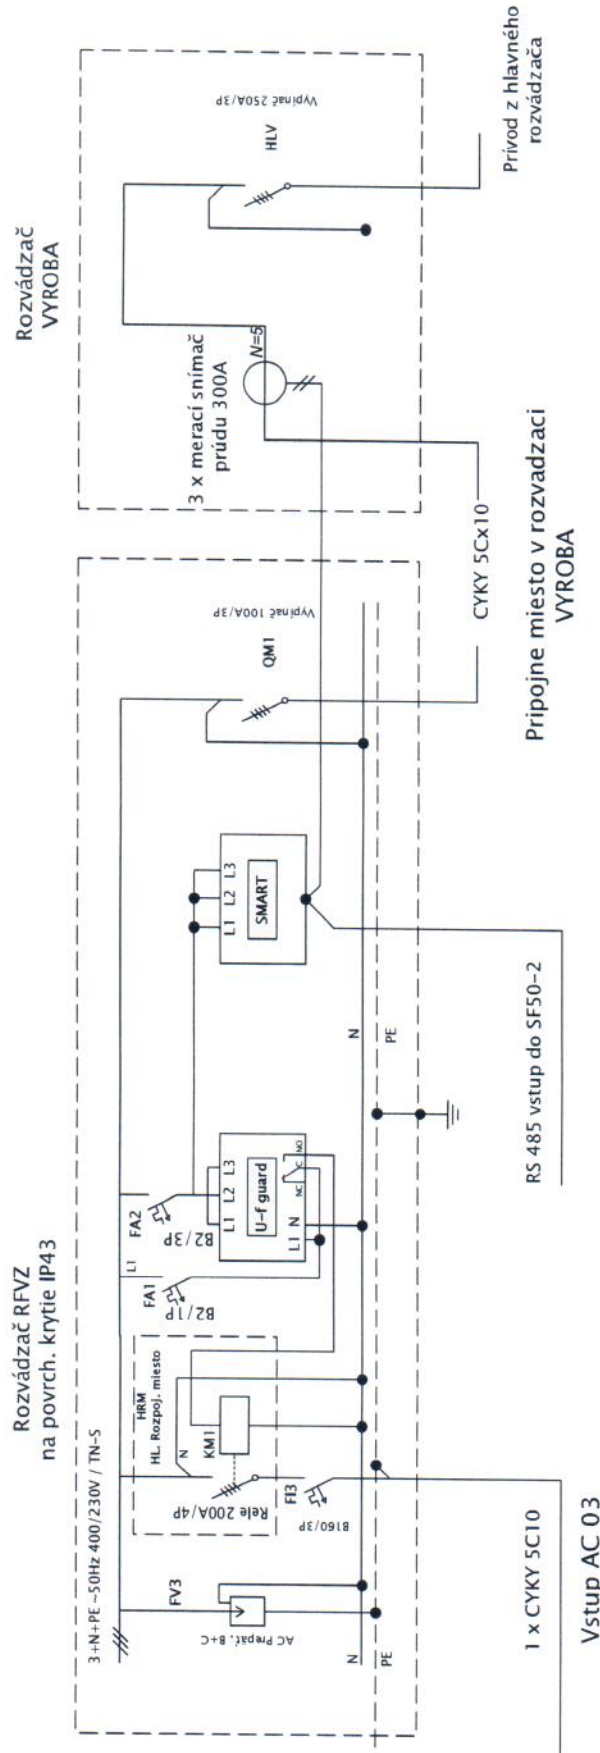 Rozvádzač RFVZ
na povrch. krytie IP43
3+N+PE ~50Hz 400/230V / TN-S
L1
FV3
AC Prepäť. B+C
N
PE
HRM
HL. Rozpoj. miesto
N
KM1
Rele 200A/4P
FI3
B160/3P
FA1
B2/1P
FA2
B2/3P
L1 L2 L3
U-f guard
L1 N
NC C NO
L1 L2 L3
SMART
N
PE
QM1
Vypínač 100A/3P
1 x CYKY 5C10
Vstup AC 03
RS 485 vstup do SF50-2
CYKY 5Cx10
Pripojne miesto v rozvadzaci
VYROBA
Rozvádzač
VYROBA
3 x merací snímač
prúdu 300A
N=5
HLV
Vypínač 250A/3P
Prívod z hlavného
rozvádzača